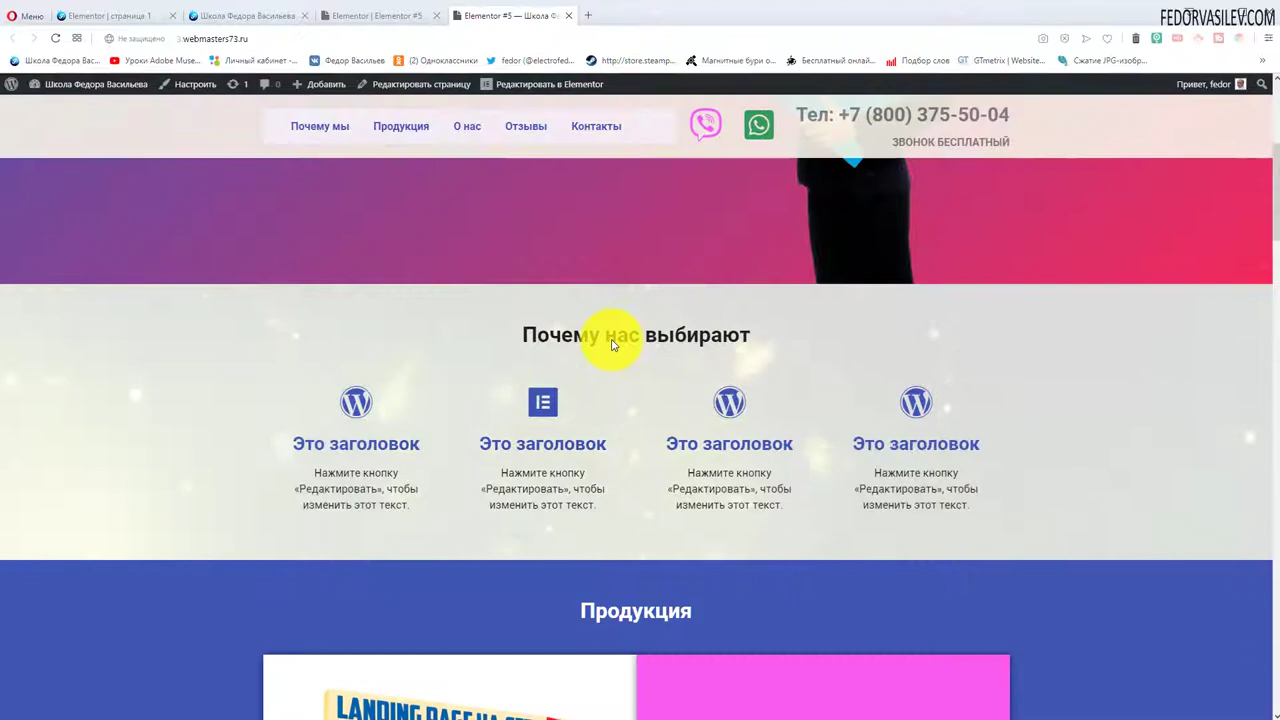 FEDORVASILEV.COM
Меню
Elementor | страница 1
Школа Федора Васильева
Elementor | Elementor #5
Elementor #5 — Школа Ф
Не защищено
3.webmasters73.ru
Школа Федора Вас...
Уроки Adobe Muse...
Личный кабинет -...
Федор Васильев
(2) Одноклассники
fedor (@electrofed...
http://store.steamp...
Магнитные бури о...
Бесплатный онлай...
Подбор слов
GTmetrix | Website...
Сжатие JPG-изобр...
Школа Федора Васильева
Настроить
1
Добавить
Редактировать страницу
Редактировать в Elementor
Привет, fedor
Почему мы
Продукция
О нас
Отзывы
Контакты
Тел: +7 (800) 375-50-04
ЗВОНОК БЕСПЛАТНЫЙ
Почему нас выбирают
Это заголовок
Нажмите кнопку
«Редактировать», чтобы
изменить этот текст.
Это заголовок
Нажмите кнопку
«Редактировать», чтобы
изменить этот текст.
Это заголовок
Нажмите кнопку
«Редактировать», чтобы
изменить этот текст.
Это заголовок
Нажмите кнопку
«Редактировать», чтобы
изменить этот текст.
Продукция
LANDING PAGE НА